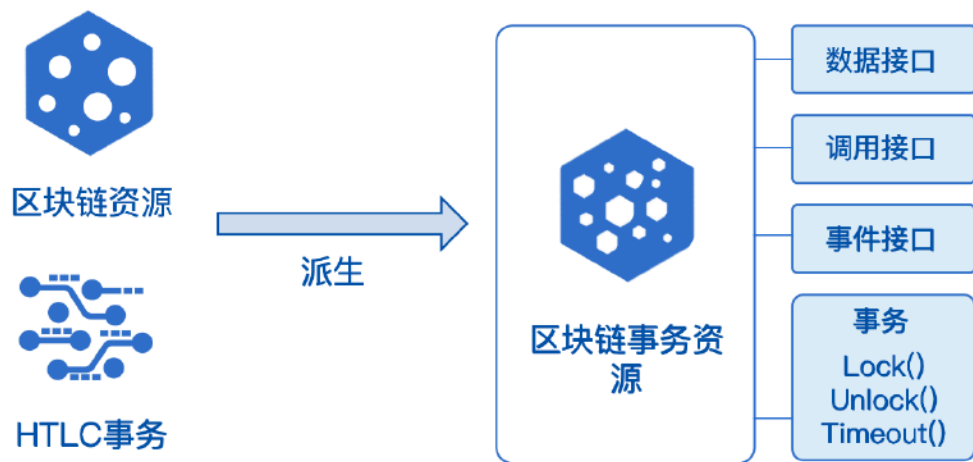 区块链资源
HTLC事务
派生
区块链事务资
源
数据接口
调用接口
事件接口
事务
Lock()
Unlock()
Timeout()